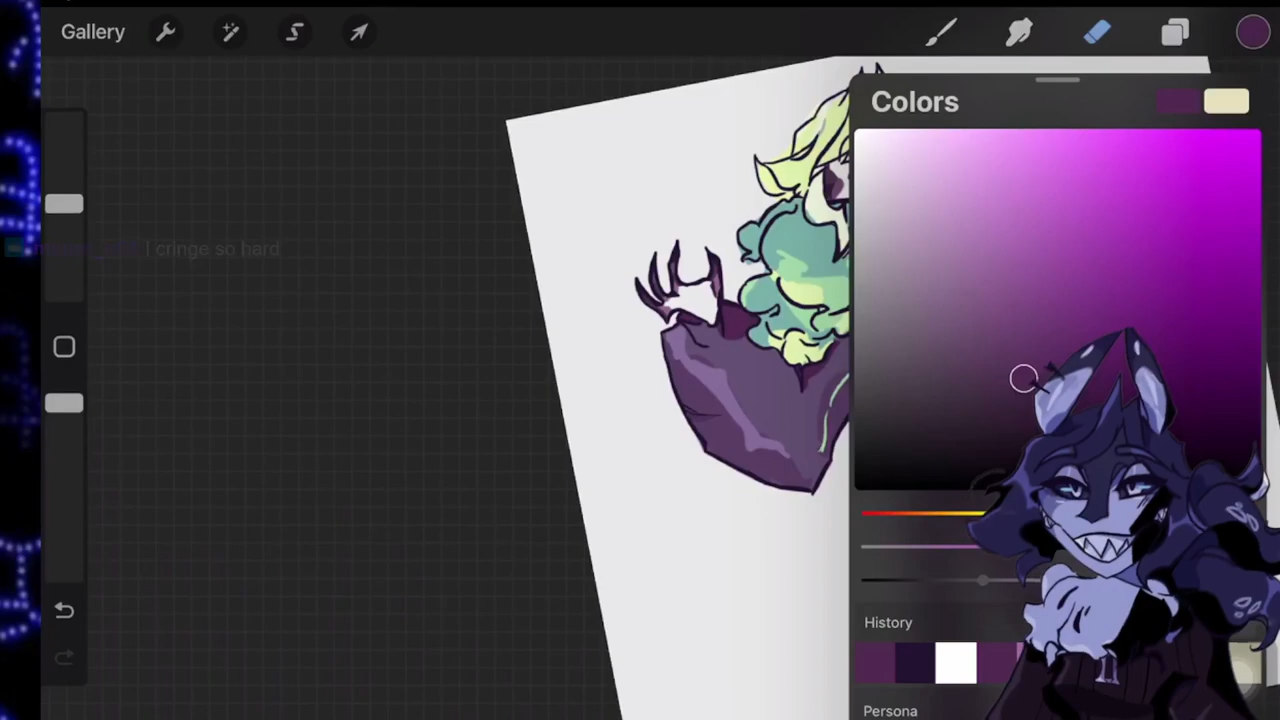 Gallery
Colors
I cringe so hard
History
Persona